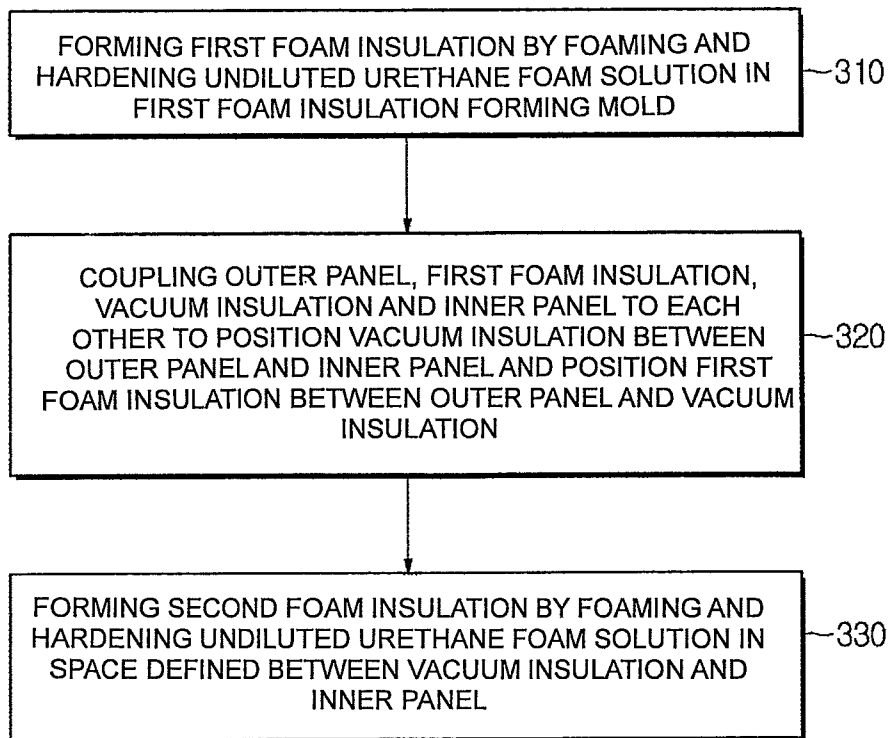 FORMING FIRST FOAM INSULATION BY FOAMING AND
HARDENING UNDILUTED URETHANE FOAM SOLUTION IN
FIRST FOAM INSULATION FORMING MOLD
310
COUPLING OUTER PANEL, FIRST FOAM INSULATION,
VACUUM INSULATION AND INNER PANEL TO EACH
OTHER TO POSITION VACUUM INSULATION BETWEEN
OUTER PANEL AND INNER PANEL AND POSITION FIRST
FOAM INSULATION BETWEEN OUTER PANEL AND VACUUM
INSULATION
320
FORMING SECOND FOAM INSULATION BY FOAMING AND
HARDENING UNDILUTED URETHANE FOAM SOLUTION IN
SPACE DEFINED BETWEEN VACUUM INSULATION AND
INNER PANEL
330